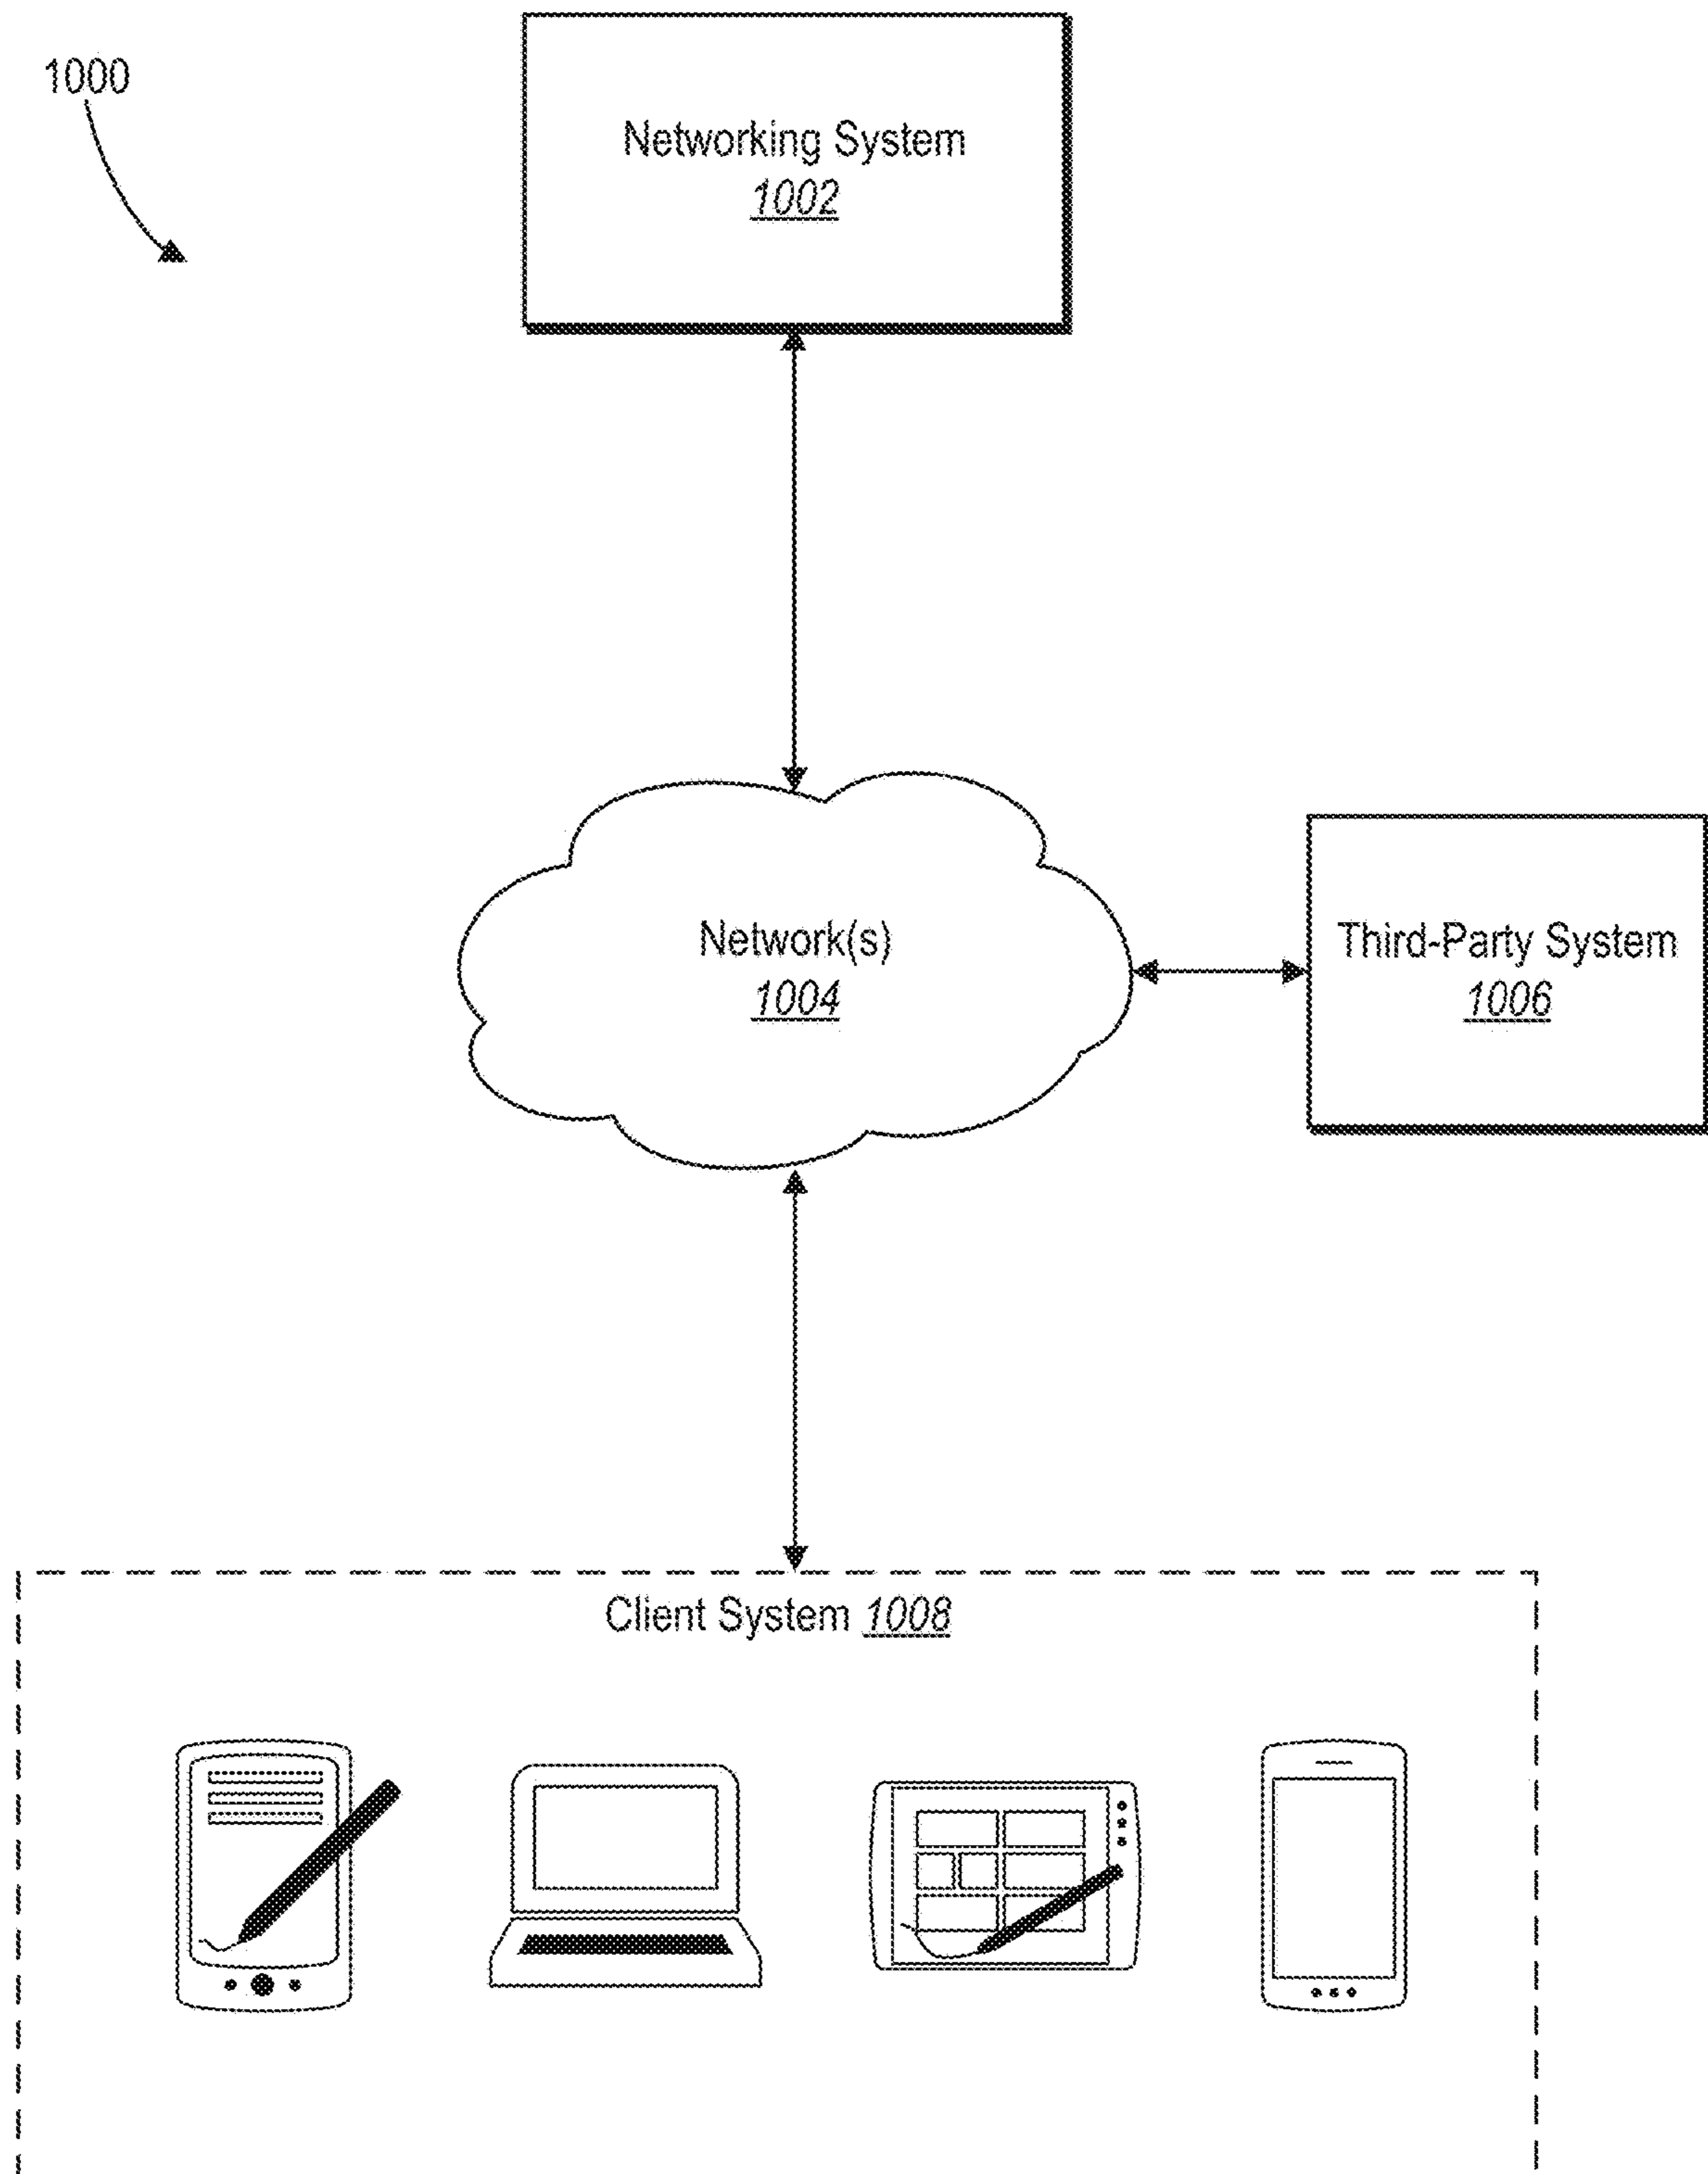 1000
Networking System
1002
Network(s)
1004
Third-Party System
1006
Client System 1008